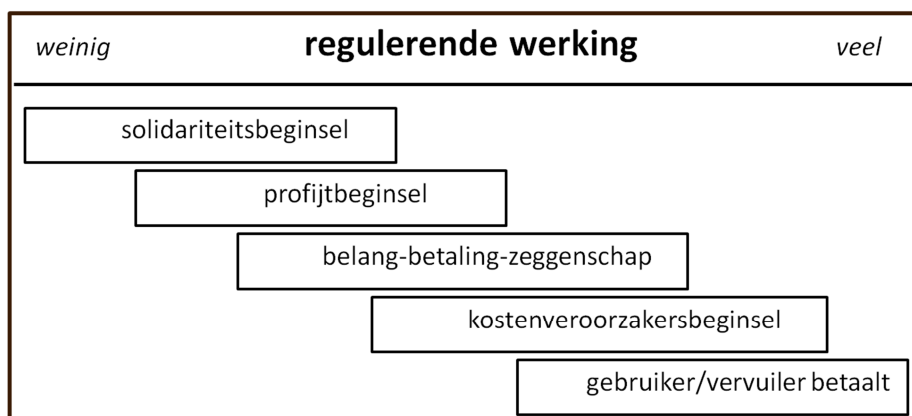 weinig regulerende werking veel
solidariteitsbeginsel
profijtbeginsel
belang-betaling-zeggenschap
kostenveroorzakersbeginsel
gebruiker/vervuiler betaalt